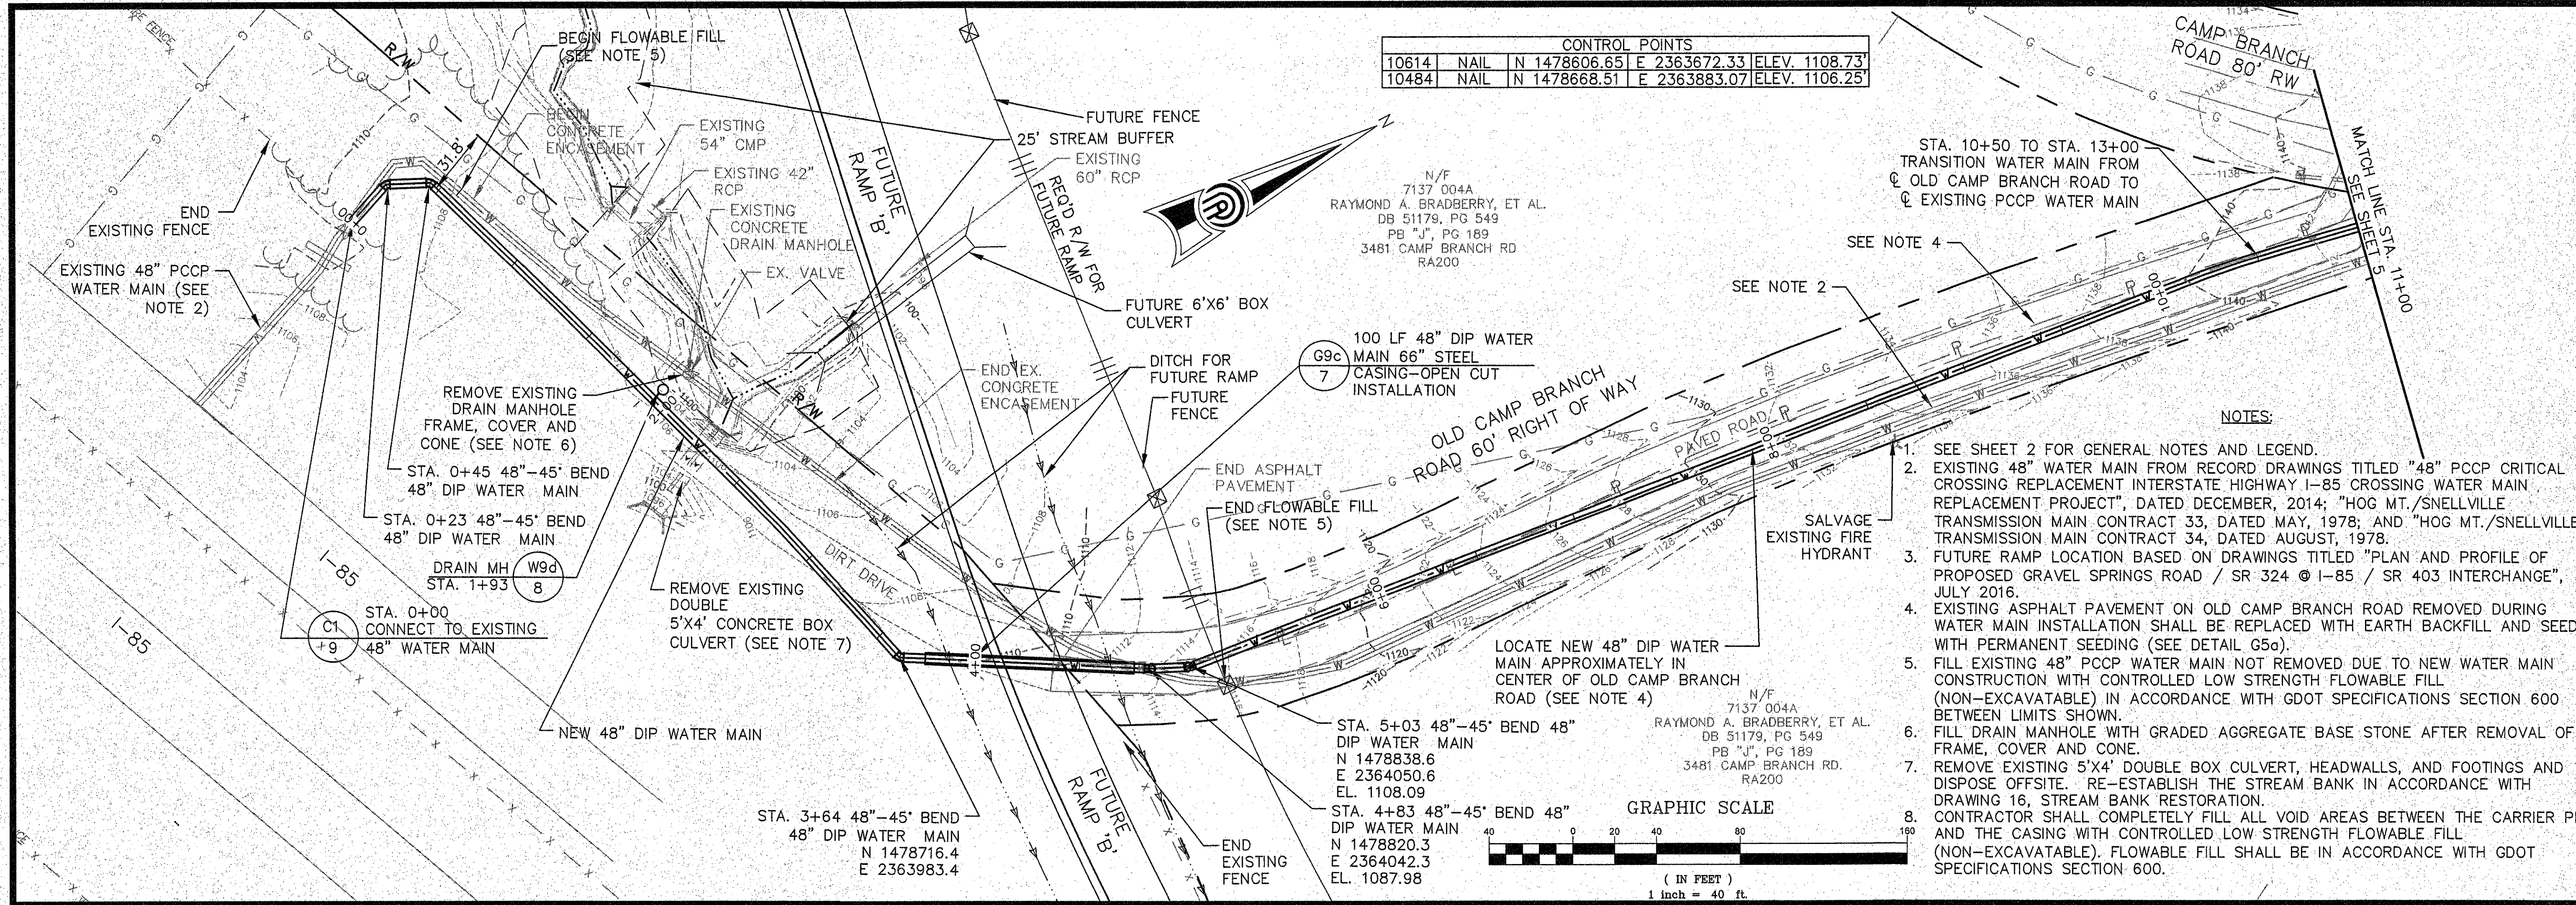 BEGIN FLOWABLE FILL
(SEE NOTE 5)
R/W
BEGIN
CONCRETE
ENCASEMENT
EXISTING
54" CMP
EXISTING 42"
RCP
EXISTING
CONCRETE
DRAIN MANHOLE
EX. VALVE
31.8'
END
EXISTING FENCE
EXISTING 48" PCCP
WATER MAIN (SEE
NOTE 2)
0+00
REMOVE EXISTING
DRAIN MANHOLE
FRAME, COVER AND
CONE (SEE NOTE 6)
STA. 0+45 48"-45° BEND
48" DIP WATER MAIN
STA. 0+23 48"-45° BEND
48" DIP WATER MAIN
DRAIN MH
STA. 1+93
W9d
8
C1
+9
STA. 0+00
CONNECT TO EXISTING
48" WATER MAIN
I-85
I-85
2+00
REMOVE EXISTING
DOUBLE
5'X4' CONCRETE BOX
CULVERT (SEE NOTE 7)
NEW 48" DIP WATER MAIN
DIRT DRIVE
R/W
FUTURE
RAMP 'B'
FUTURE FENCE
25' STREAM BUFFER
EXISTING
60" RCP
REQ'D R/W FOR
FUTURE RAMP
FUTURE 6'X6' BOX
CULVERT
DITCH FOR
FUTURE RAMP
END EX.
CONCRETE
ENCASEMENT
FUTURE
FENCE
G9c
7
100 LF 48" DIP WATER
MAIN 66" STEEL
CASING-OPEN CUT
INSTALLATION
END ASPHALT
PAVEMENT
END FLOWABLE FILL
(SEE NOTE 5)
4+00
6+00
8+00
10+00
STA. 3+64 48"-45° BEND
48" DIP WATER MAIN
N 1478716.4
E 2363983.4
FUTURE
RAMP 'B'
END
EXISTING
FENCE
STA. 5+03 48"-45° BEND 48"
DIP WATER MAIN
N 1478838.6
E 2364050.6
EL. 1108.09
STA. 4+83 48"-45° BEND 48"
DIP WATER MAIN
N 1478820.3
E 2364042.3
EL. 1087.98
CONTROL POINTS
10614 NAIL N 1478606.65 E 2363672.33 ELEV. 1108.73'
10484 NAIL N 1478668.51 E 2363883.07 ELEV. 1106.25'
N
N/F
7137 004A
RAYMOND A. BRADBERRY, ET AL.
DB 51179, PG 549
PB "J", PG 189
3481 CAMP BRANCH RD
RA200
OLD CAMP BRANCH
ROAD 60' RIGHT OF WAY
PAVED ROAD
CAMP BRANCH
ROAD 80' RW
MATCH LINE STA. 11+00
SEE SHEET 5
STA. 10+50 TO STA. 13+00
TRANSITION WATER MAIN FROM
℄ OLD CAMP BRANCH ROAD TO
℄ EXISTING PCCP WATER MAIN
SEE NOTE 4
SEE NOTE 2
SALVAGE
EXISTING FIRE
HYDRANT
LOCATE NEW 48" DIP WATER
MAIN APPROXIMATELY IN
CENTER OF OLD CAMP BRANCH
ROAD (SEE NOTE 4)
N/F
7137 004A
RAYMOND A. BRADBERRY, ET AL.
DB 51179, PG 549
PB "J", PG 189
3481 CAMP BRANCH RD.
RA200
GRAPHIC SCALE
40 0 20 40 80 160
( IN FEET )
1 inch = 40 ft.
NOTES:
1. SEE SHEET 2 FOR GENERAL NOTES AND LEGEND.
2. EXISTING 48" WATER MAIN FROM RECORD DRAWINGS TITLED "48" PCCP CRITICAL
CROSSING REPLACEMENT INTERSTATE HIGHWAY I-85 CROSSING WATER MAIN
REPLACEMENT PROJECT", DATED DECEMBER, 2014; "HOG MT./SNELLVILLE
TRANSMISSION MAIN CONTRACT 33, DATED MAY, 1978; AND "HOG MT./SNELLVILLE
TRANSMISSION MAIN CONTRACT 34, DATED AUGUST, 1978.
3. FUTURE RAMP LOCATION BASED ON DRAWINGS TITLED "PLAN AND PROFILE OF
PROPOSED GRAVEL SPRINGS ROAD / SR 324 @ I-85 / SR 403 INTERCHANGE",
JULY 2016.
4. EXISTING ASPHALT PAVEMENT ON OLD CAMP BRANCH ROAD REMOVED DURING
WATER MAIN INSTALLATION SHALL BE REPLACED WITH EARTH BACKFILL AND SEED
WITH PERMANENT SEEDING (SEE DETAIL G5a).
5. FILL EXISTING 48" PCCP WATER MAIN NOT REMOVED DUE TO NEW WATER MAIN
CONSTRUCTION WITH CONTROLLED LOW STRENGTH FLOWABLE FILL
(NON-EXCAVATABLE) IN ACCORDANCE WITH GDOT SPECIFICATIONS SECTION 600
BETWEEN LIMITS SHOWN.
6. FILL DRAIN MANHOLE WITH GRADED AGGREGATE BASE STONE AFTER REMOVAL OF
FRAME, COVER AND CONE.
7. REMOVE EXISTING 5'X4' DOUBLE BOX CULVERT, HEADWALLS, AND FOOTINGS AND
DISPOSE OFFSITE. RE-ESTABLISH THE STREAM BANK IN ACCORDANCE WITH
DRAWING 16, STREAM BANK RESTORATION.
8. CONTRACTOR SHALL COMPLETELY FILL ALL VOID AREAS BETWEEN THE CARRIER
AND THE CASING WITH CONTROLLED LOW STRENGTH FLOWABLE FILL
(NON-EXCAVATABLE). FLOWABLE FILL SHALL BE IN ACCORDANCE WITH GDOT
SPECIFICATIONS SECTION 600.